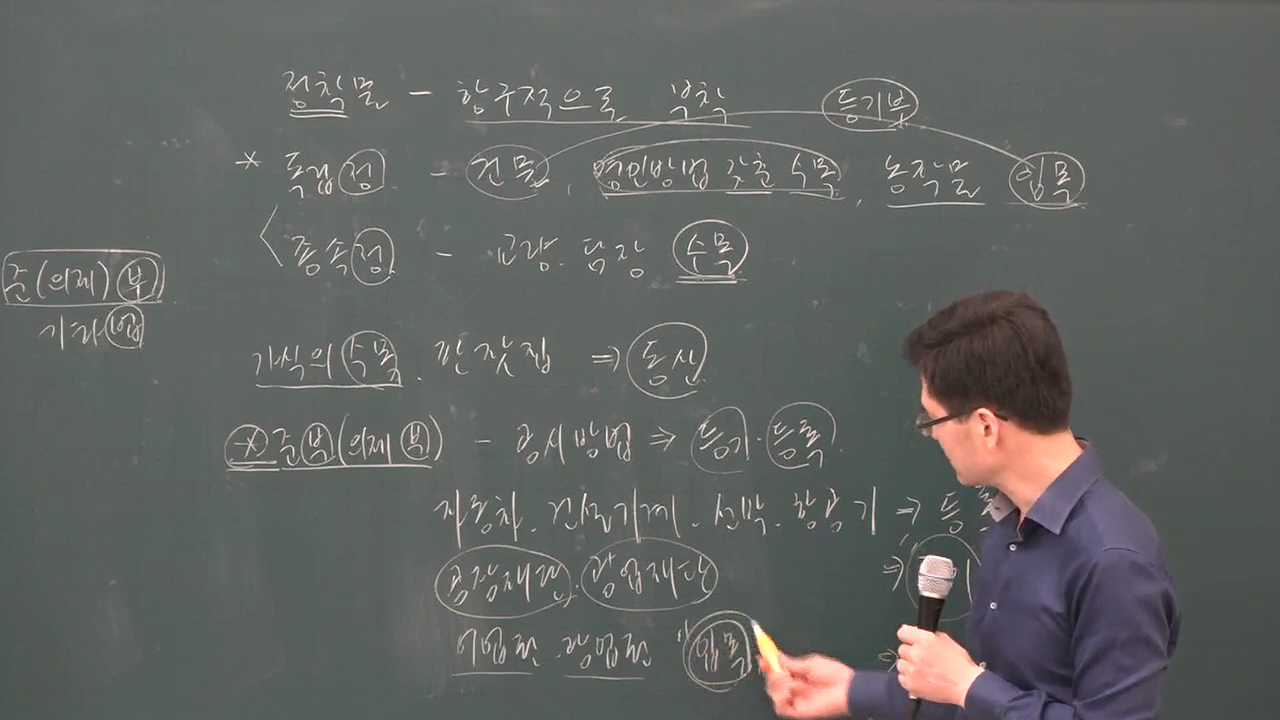 정착물 - 항구적으로 부착 등기부
* 독립정 - 건물, 명인방법 갖춘 수목, 농작물 입목
종속정 - 교량. 담장 수목
준(의제)부
기타
가식의 수목. 판잣집 ⇒ 동산
* 준부(의제부) - 공시방법 ⇒ 등기. 등록
자동차. 건설기계. 선박. 항공기 ⇒ 등록
공장재단. 광업재단 ⇒
어업권. 광업권 입목 ⇒